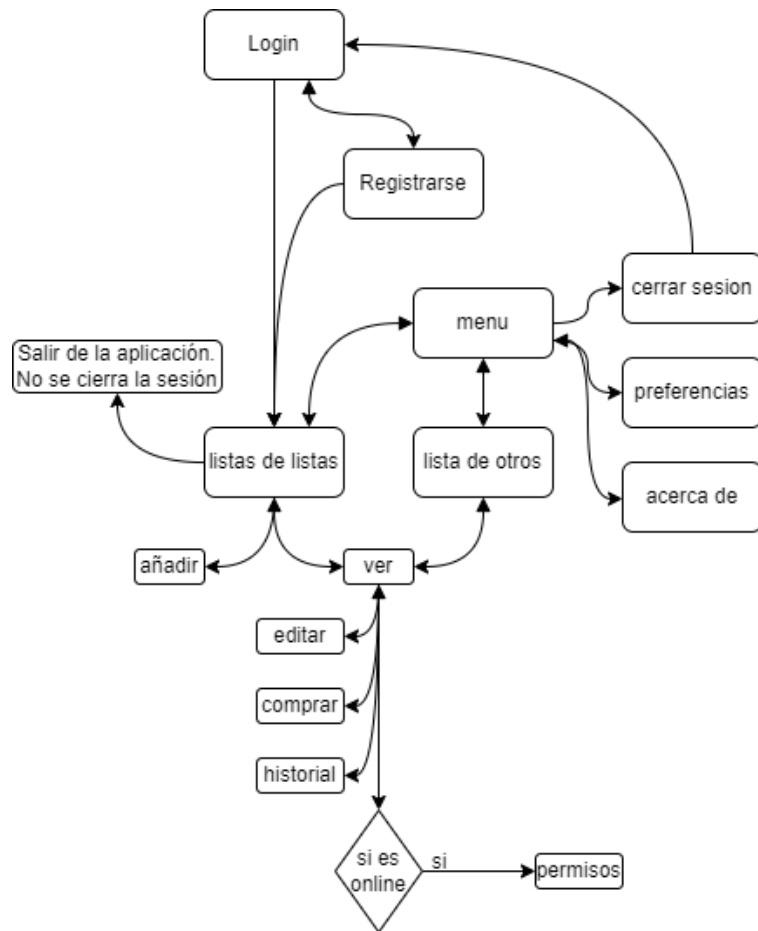 Login
Registrarse
cerrar sesion
menu
Salir de la aplicación.
No se cierra la sesión
preferencias
listas de listas
lista de otros
acerca de
añadir
ver
editar
comprar
historial
si es
online
si
permisos